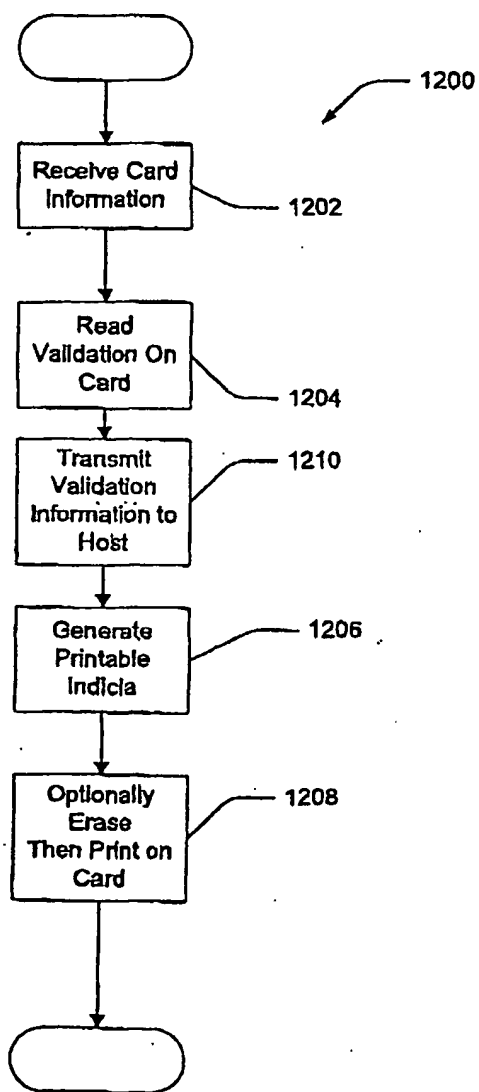 1200
Receive Card
Information
1202
Read
Validation On
Card
1204
Transmit
Validation
Information to
Host
1210
Generate
Printable
Indicia
1206
Optionally
Erase
Then Print on
Card
1208